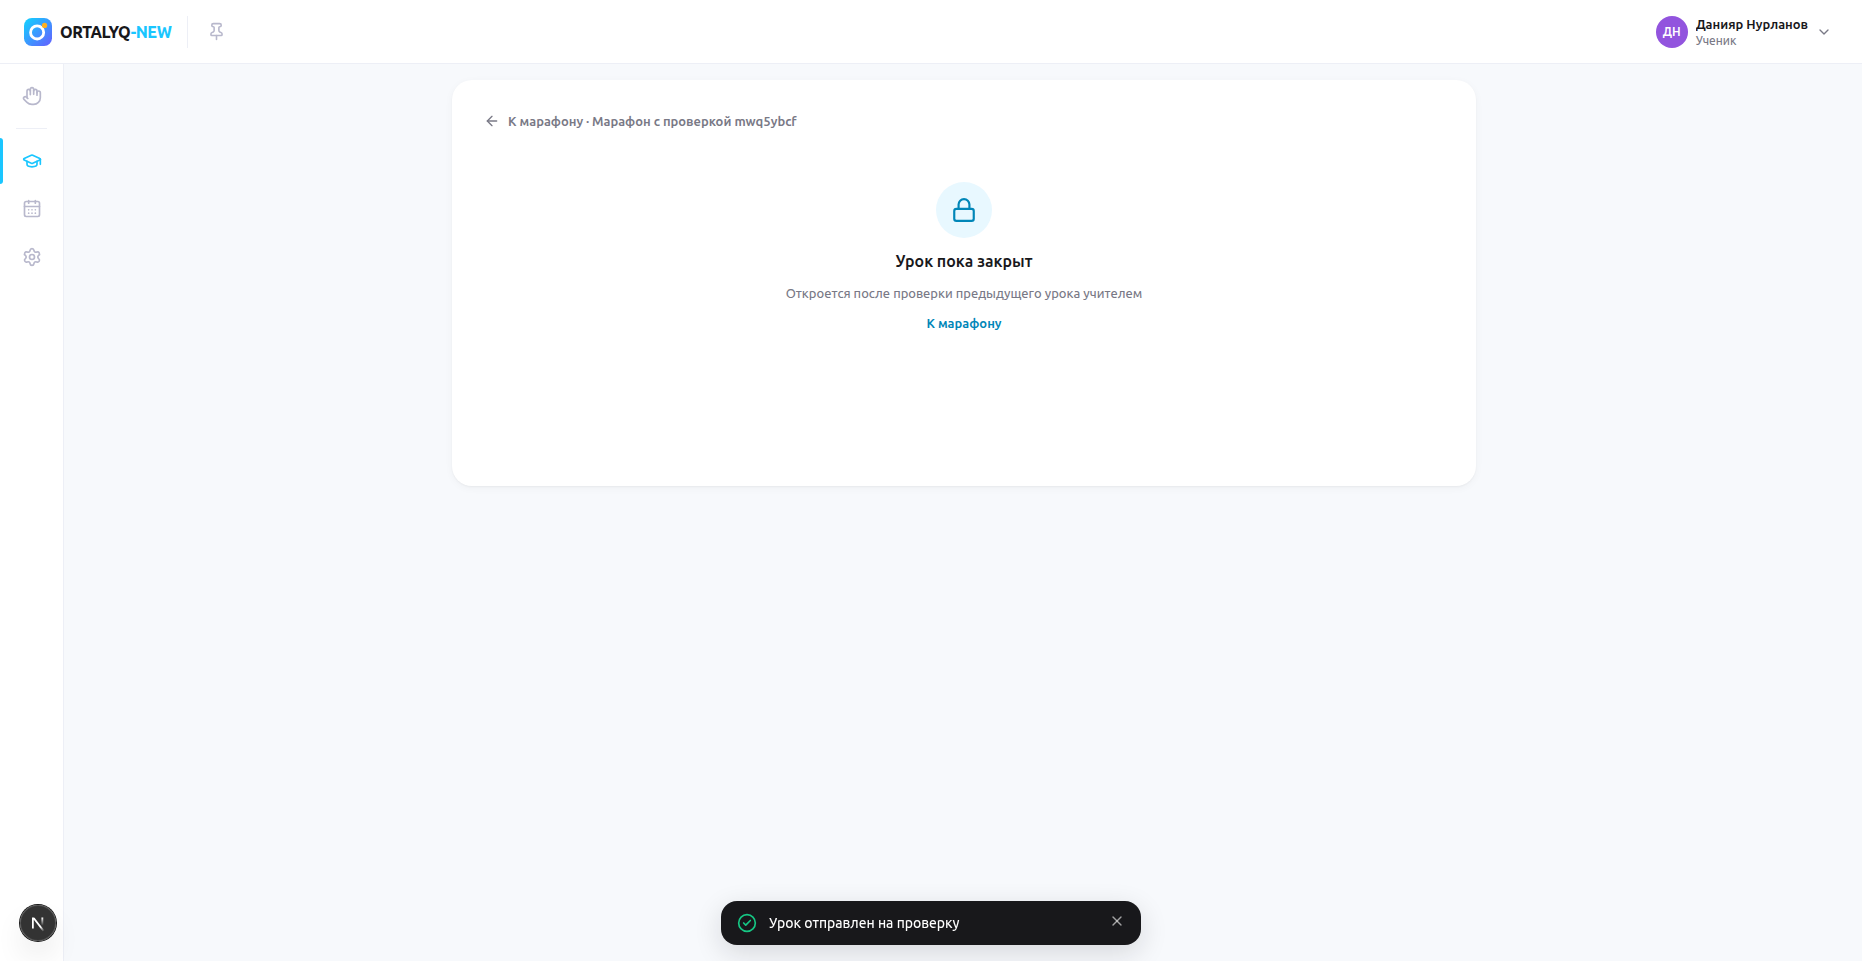 ORTALYQ-NEW
ДН
Данияр Нурланов
Ученик
К марафону · Марафон с проверкой mwq5ybcf
Урок пока закрыт
Откроется после проверки предыдущего урока учителем
К марафону
N
Урок отправлен на проверку